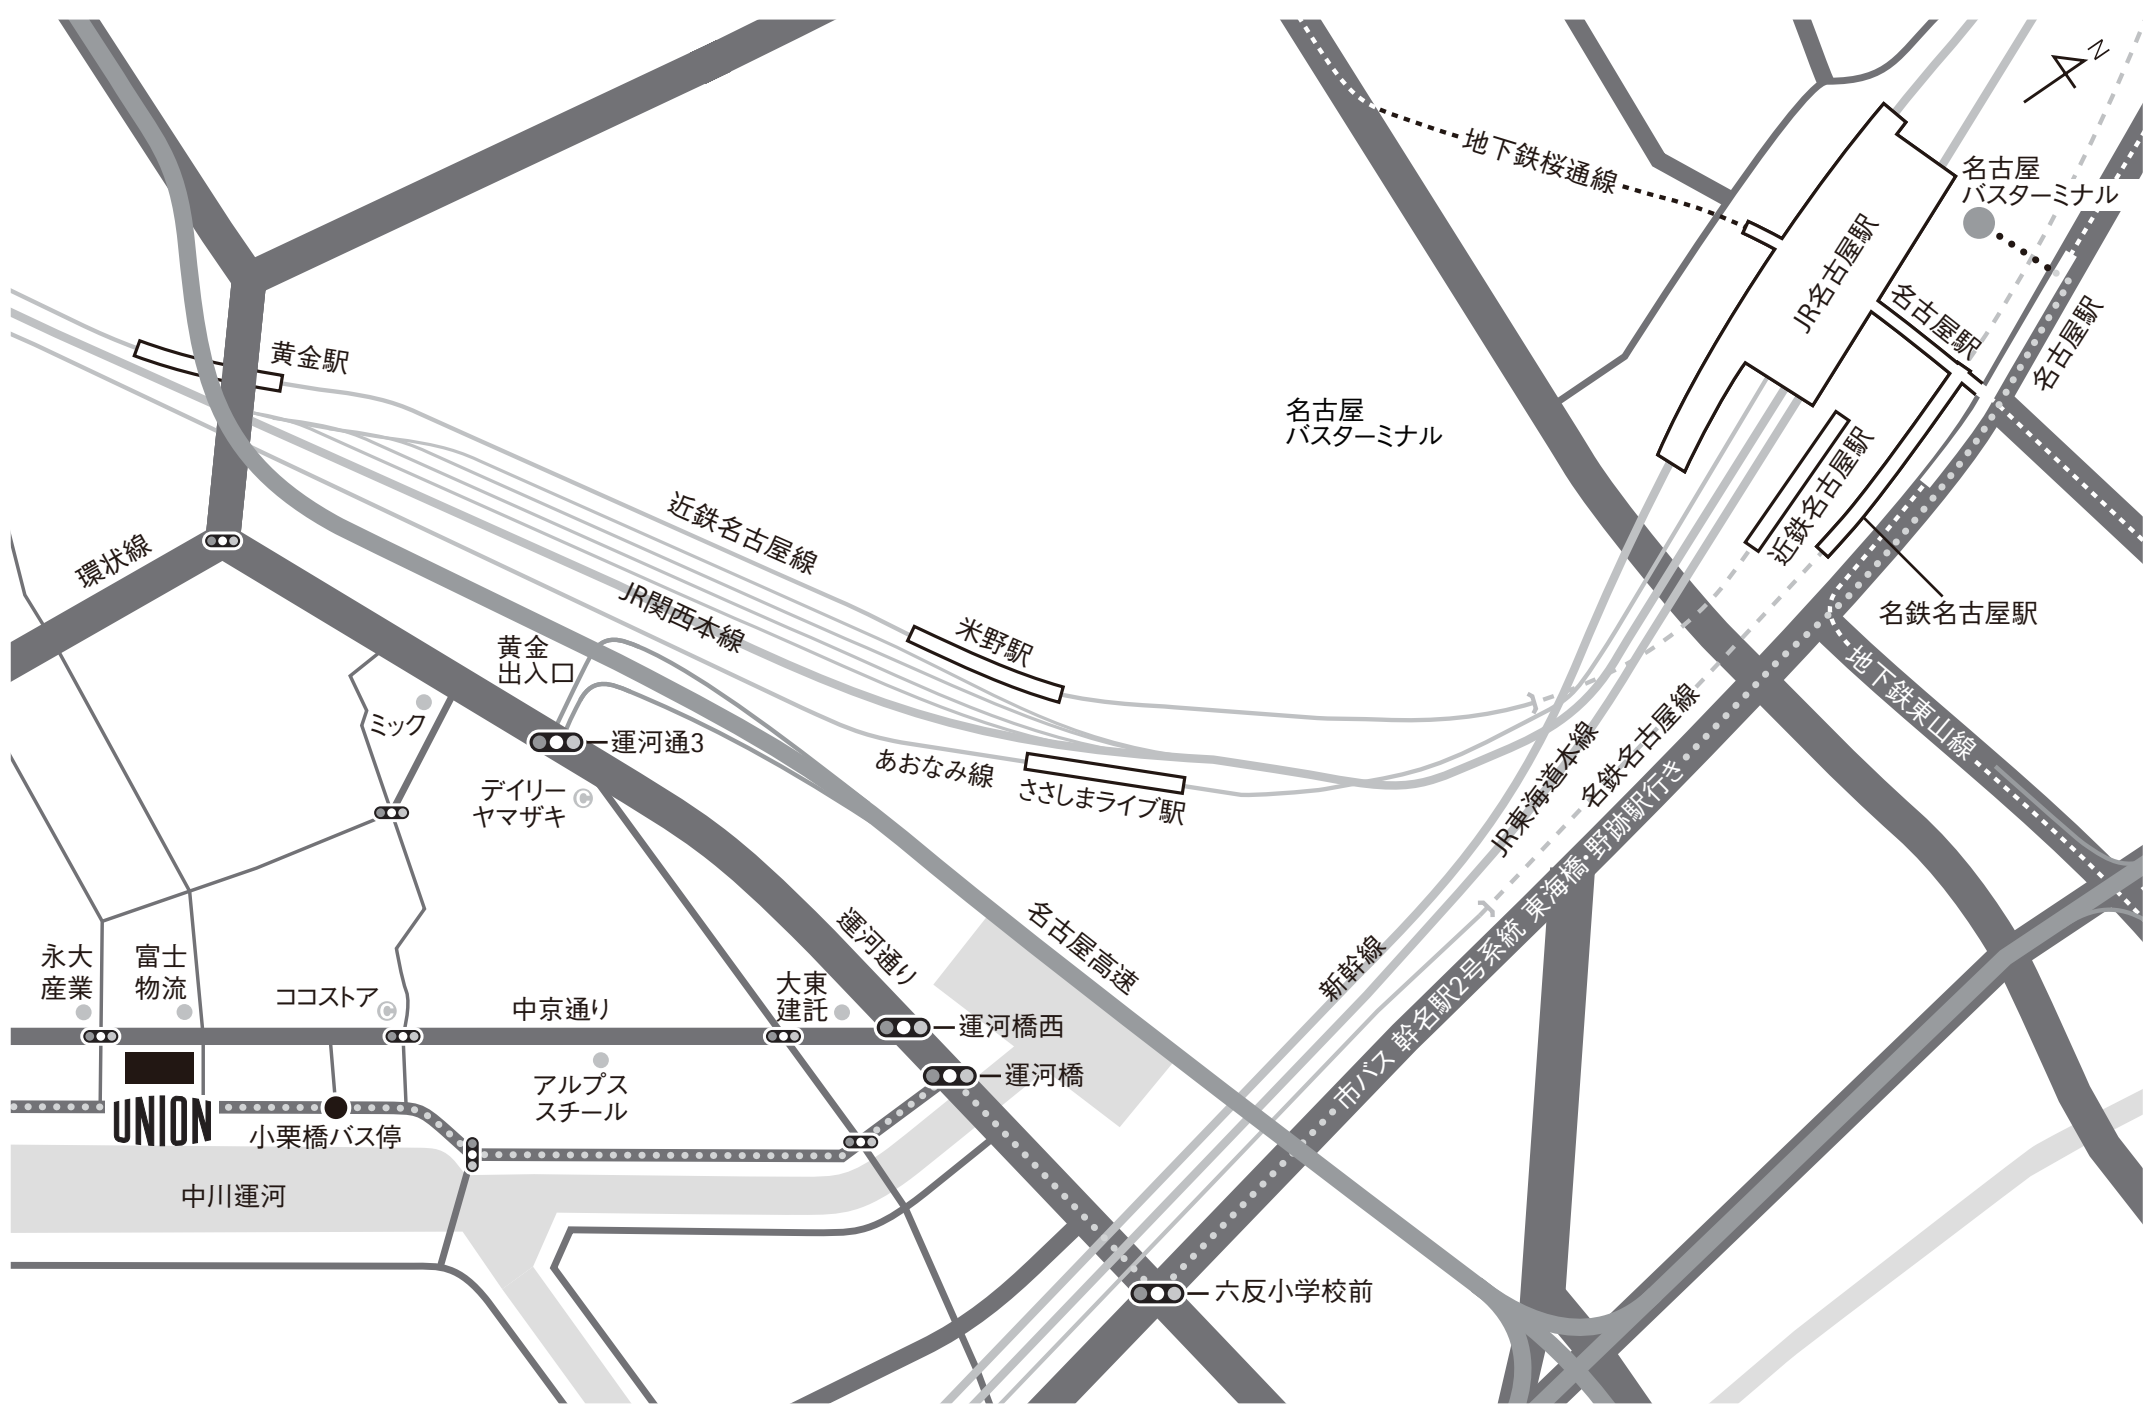 N
名古屋
バスターミナル
地下鉄桜通線
JR名古屋駅
名古屋駅
名古屋駅
黄金駅
名古屋
バスターミナル
近鉄名古屋駅
近鉄名古屋線
環状線
JR関西本線
米野駅
名鉄名古屋駅
黄金
出入口
地下鉄東山線
ミック
運河通3
あおなみ線
ささしまライブ駅
JR東海道本線
名鉄名古屋線
デイリー
ヤマザキ
C
市バス 幹名駅2号系統 東海橋・野跡駅行き
運河通り
名古屋高速
新幹線
永大
産業
富士
物流
ココストア
C
中京通り
大東
建託
運河橋西
運河橋
アルプス
スチール
UNION
小栗橋バス停
中川運河
六反小学校前